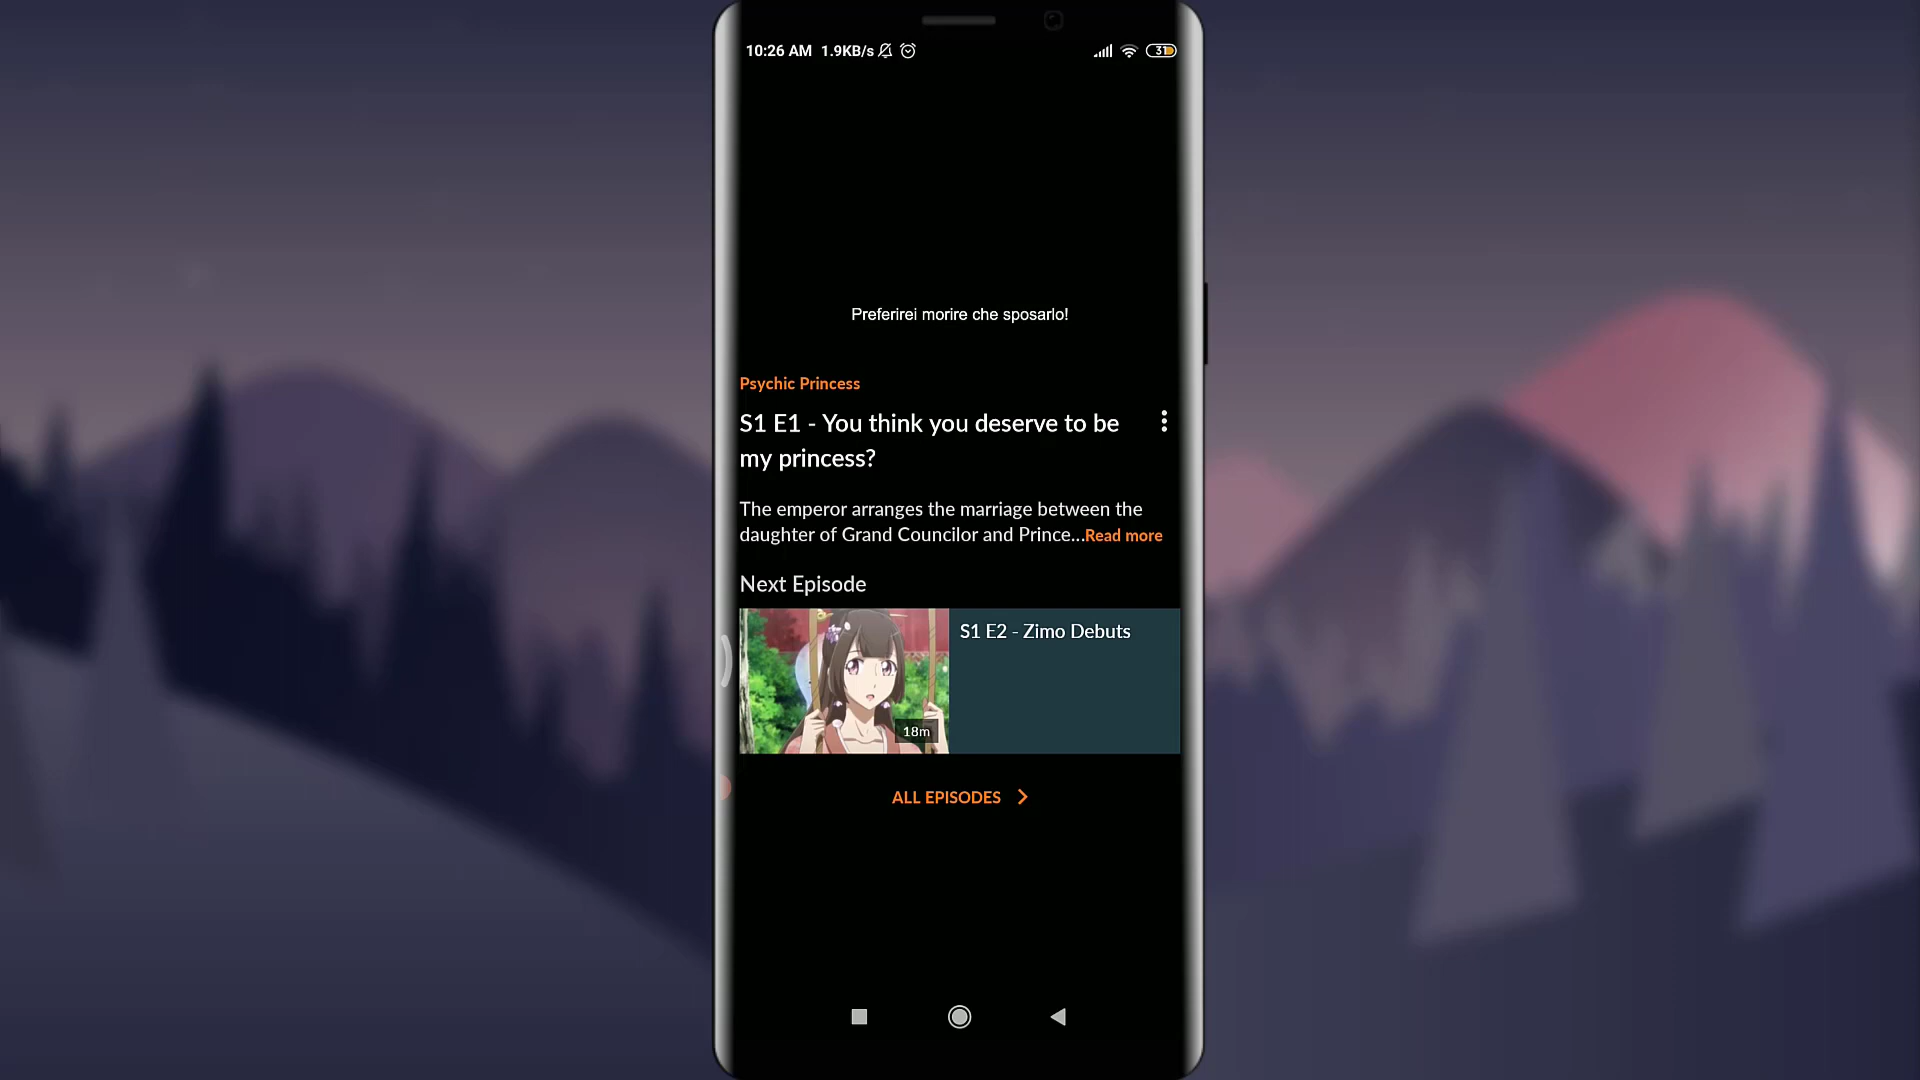 10:26 AM 1.9KB/s 31
Preferirei morire che sposarlo!
Psychic Princess
S1 E1 - You think you deserve to be
my princess?
The emperor arranges the marriage between the
daughter of Grand Councilor and Prince...Read more
Next Episode
S1 E2 - Zimo Debuts
18m
ALL EPISODES